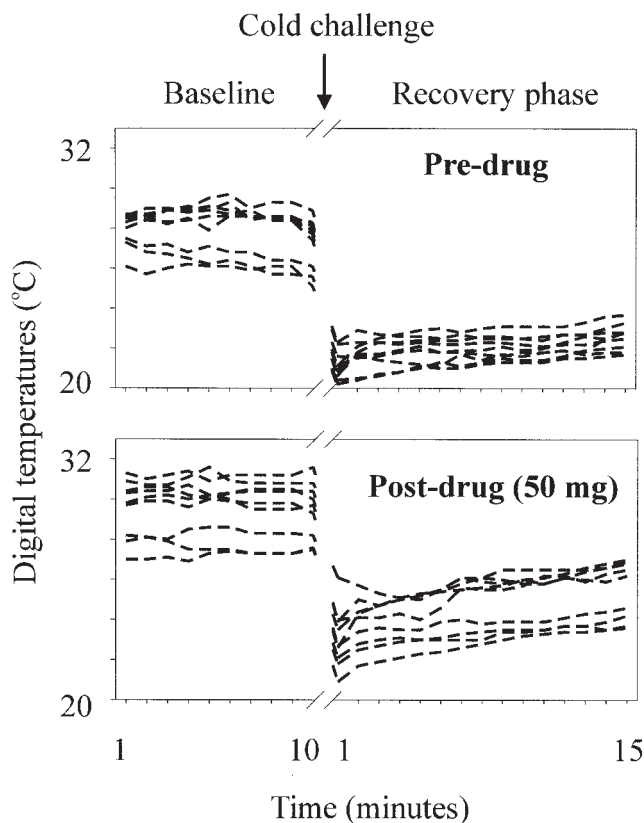 Cold challenge
Baseline Recovery phase
32
Pre-drug
20
32
Post-drug (50 mg)
20
Digital temperatures (°C)
1 10 1 15
Time (minutes)